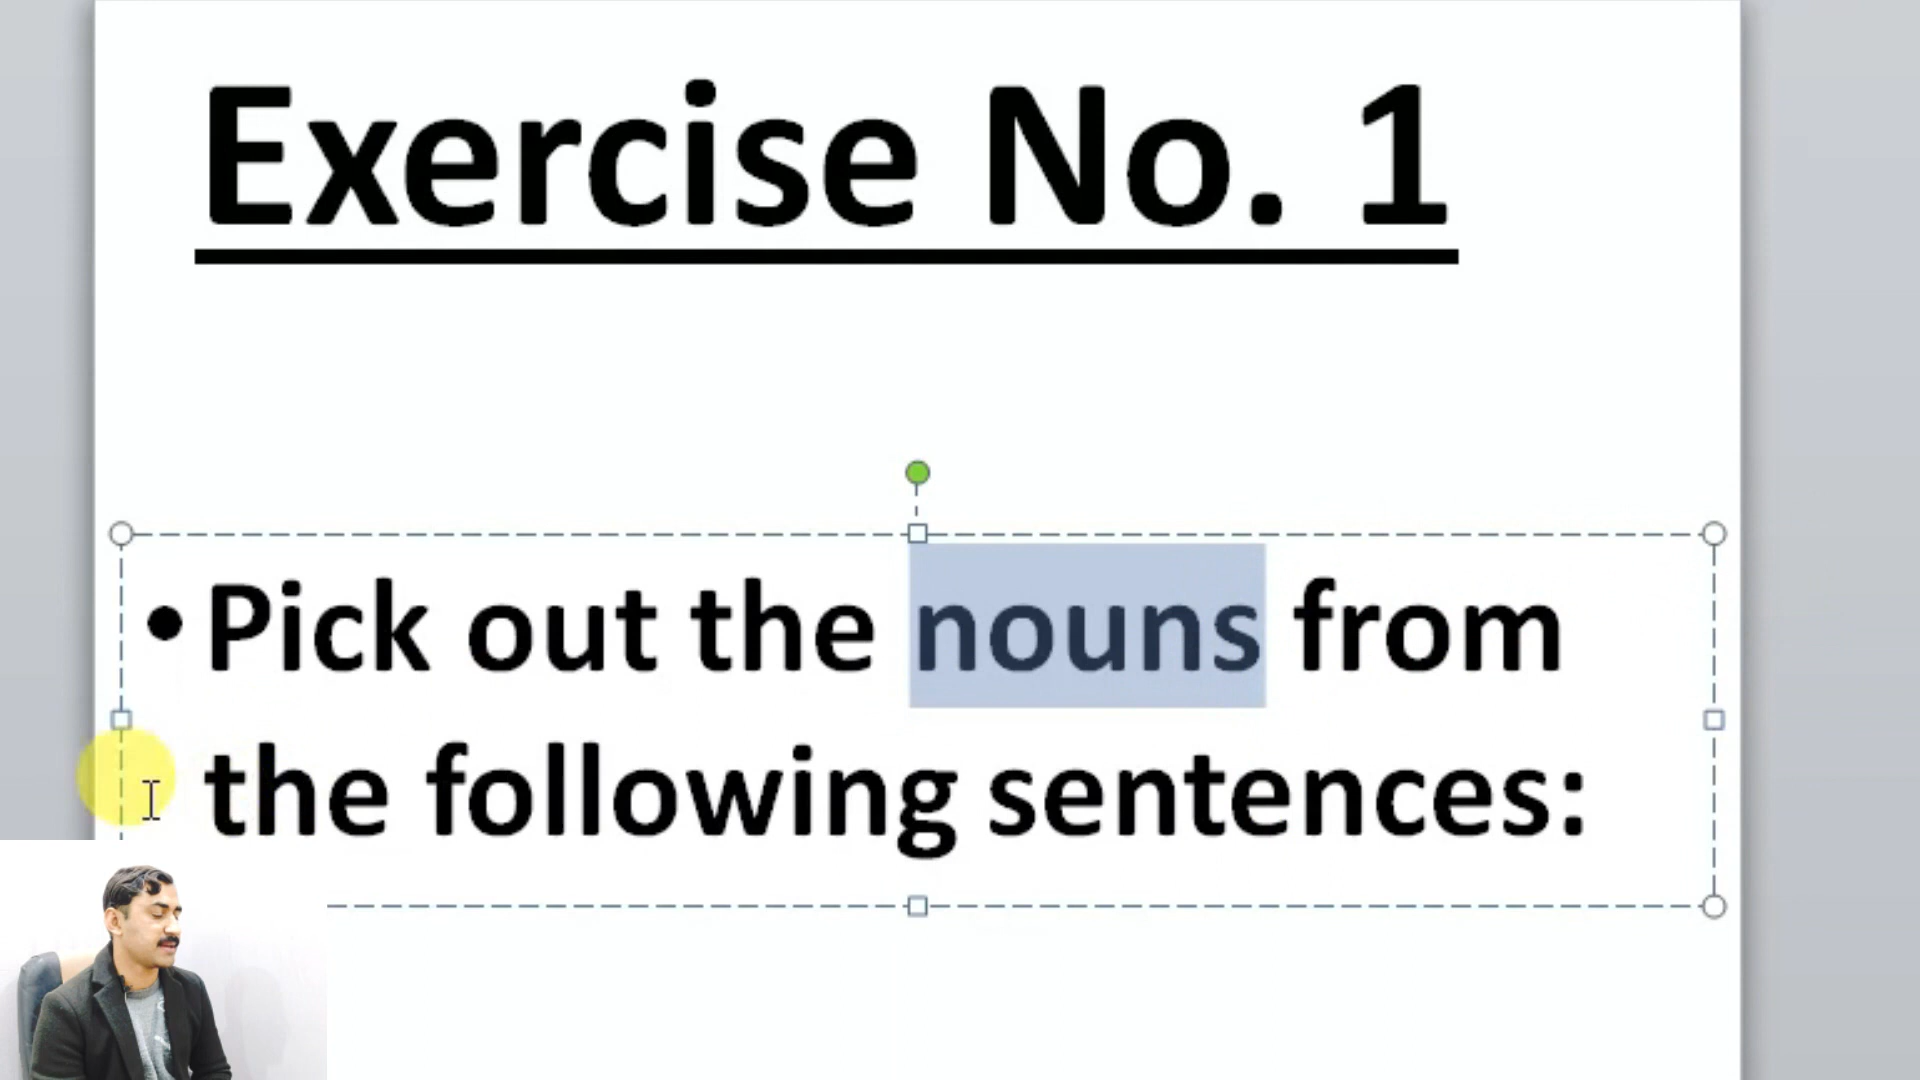 Exercise No. 1
• Pick out the nouns from
the following sentences: